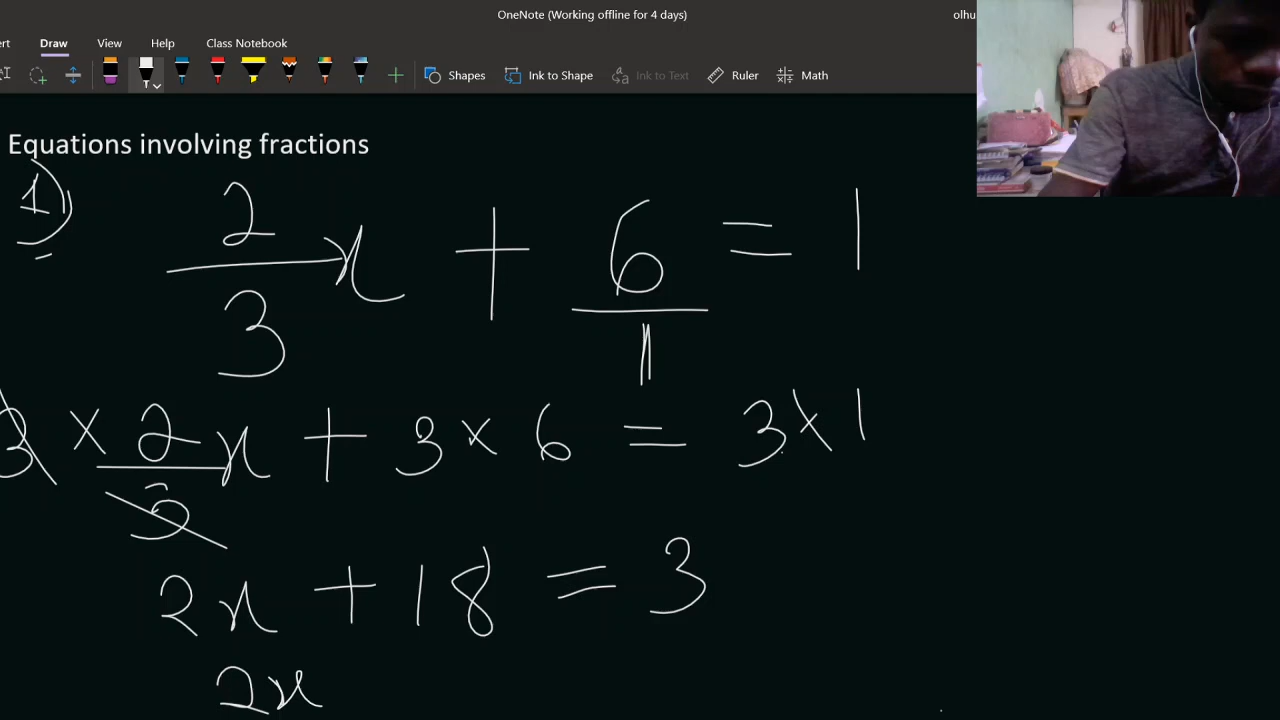 OneNote (Working offline for 4 days) olhu
ert Draw View Help Class Notebook
Shapes Ink to Shape Ink to Text Ruler Math
Equations involving fractions
1) 2/3 x + 6/1 = 1
3 × 2/3 x + 3 × 6 = 3 × 1
2x + 18 = 3
2x